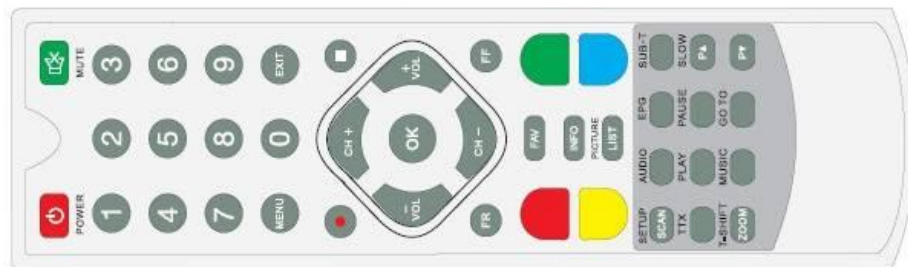 POWER MUTE
1 2 3
4 5 6
7 8 9
MENU 0 EXIT
CH +
− VOL OK + VOL
CH −
FR FF
FAV
INFO
PICTURE
LIST
SETUP AUDIO EPG SUB-T
SCAN
TTX PLAY PAUSE SLOW
P▲
T-SHIFT MUSIC GO TO
ZOOM P▼